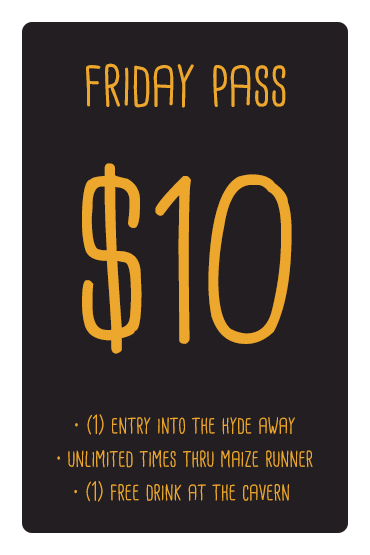 FRIDAY PASS
$10
• (1) ENTRY INTO THE HYDE AWAY
• UNLIMITED TIMES THRU MAIZE RUNNER
• (1) FREE DRINK AT THE CAVERN